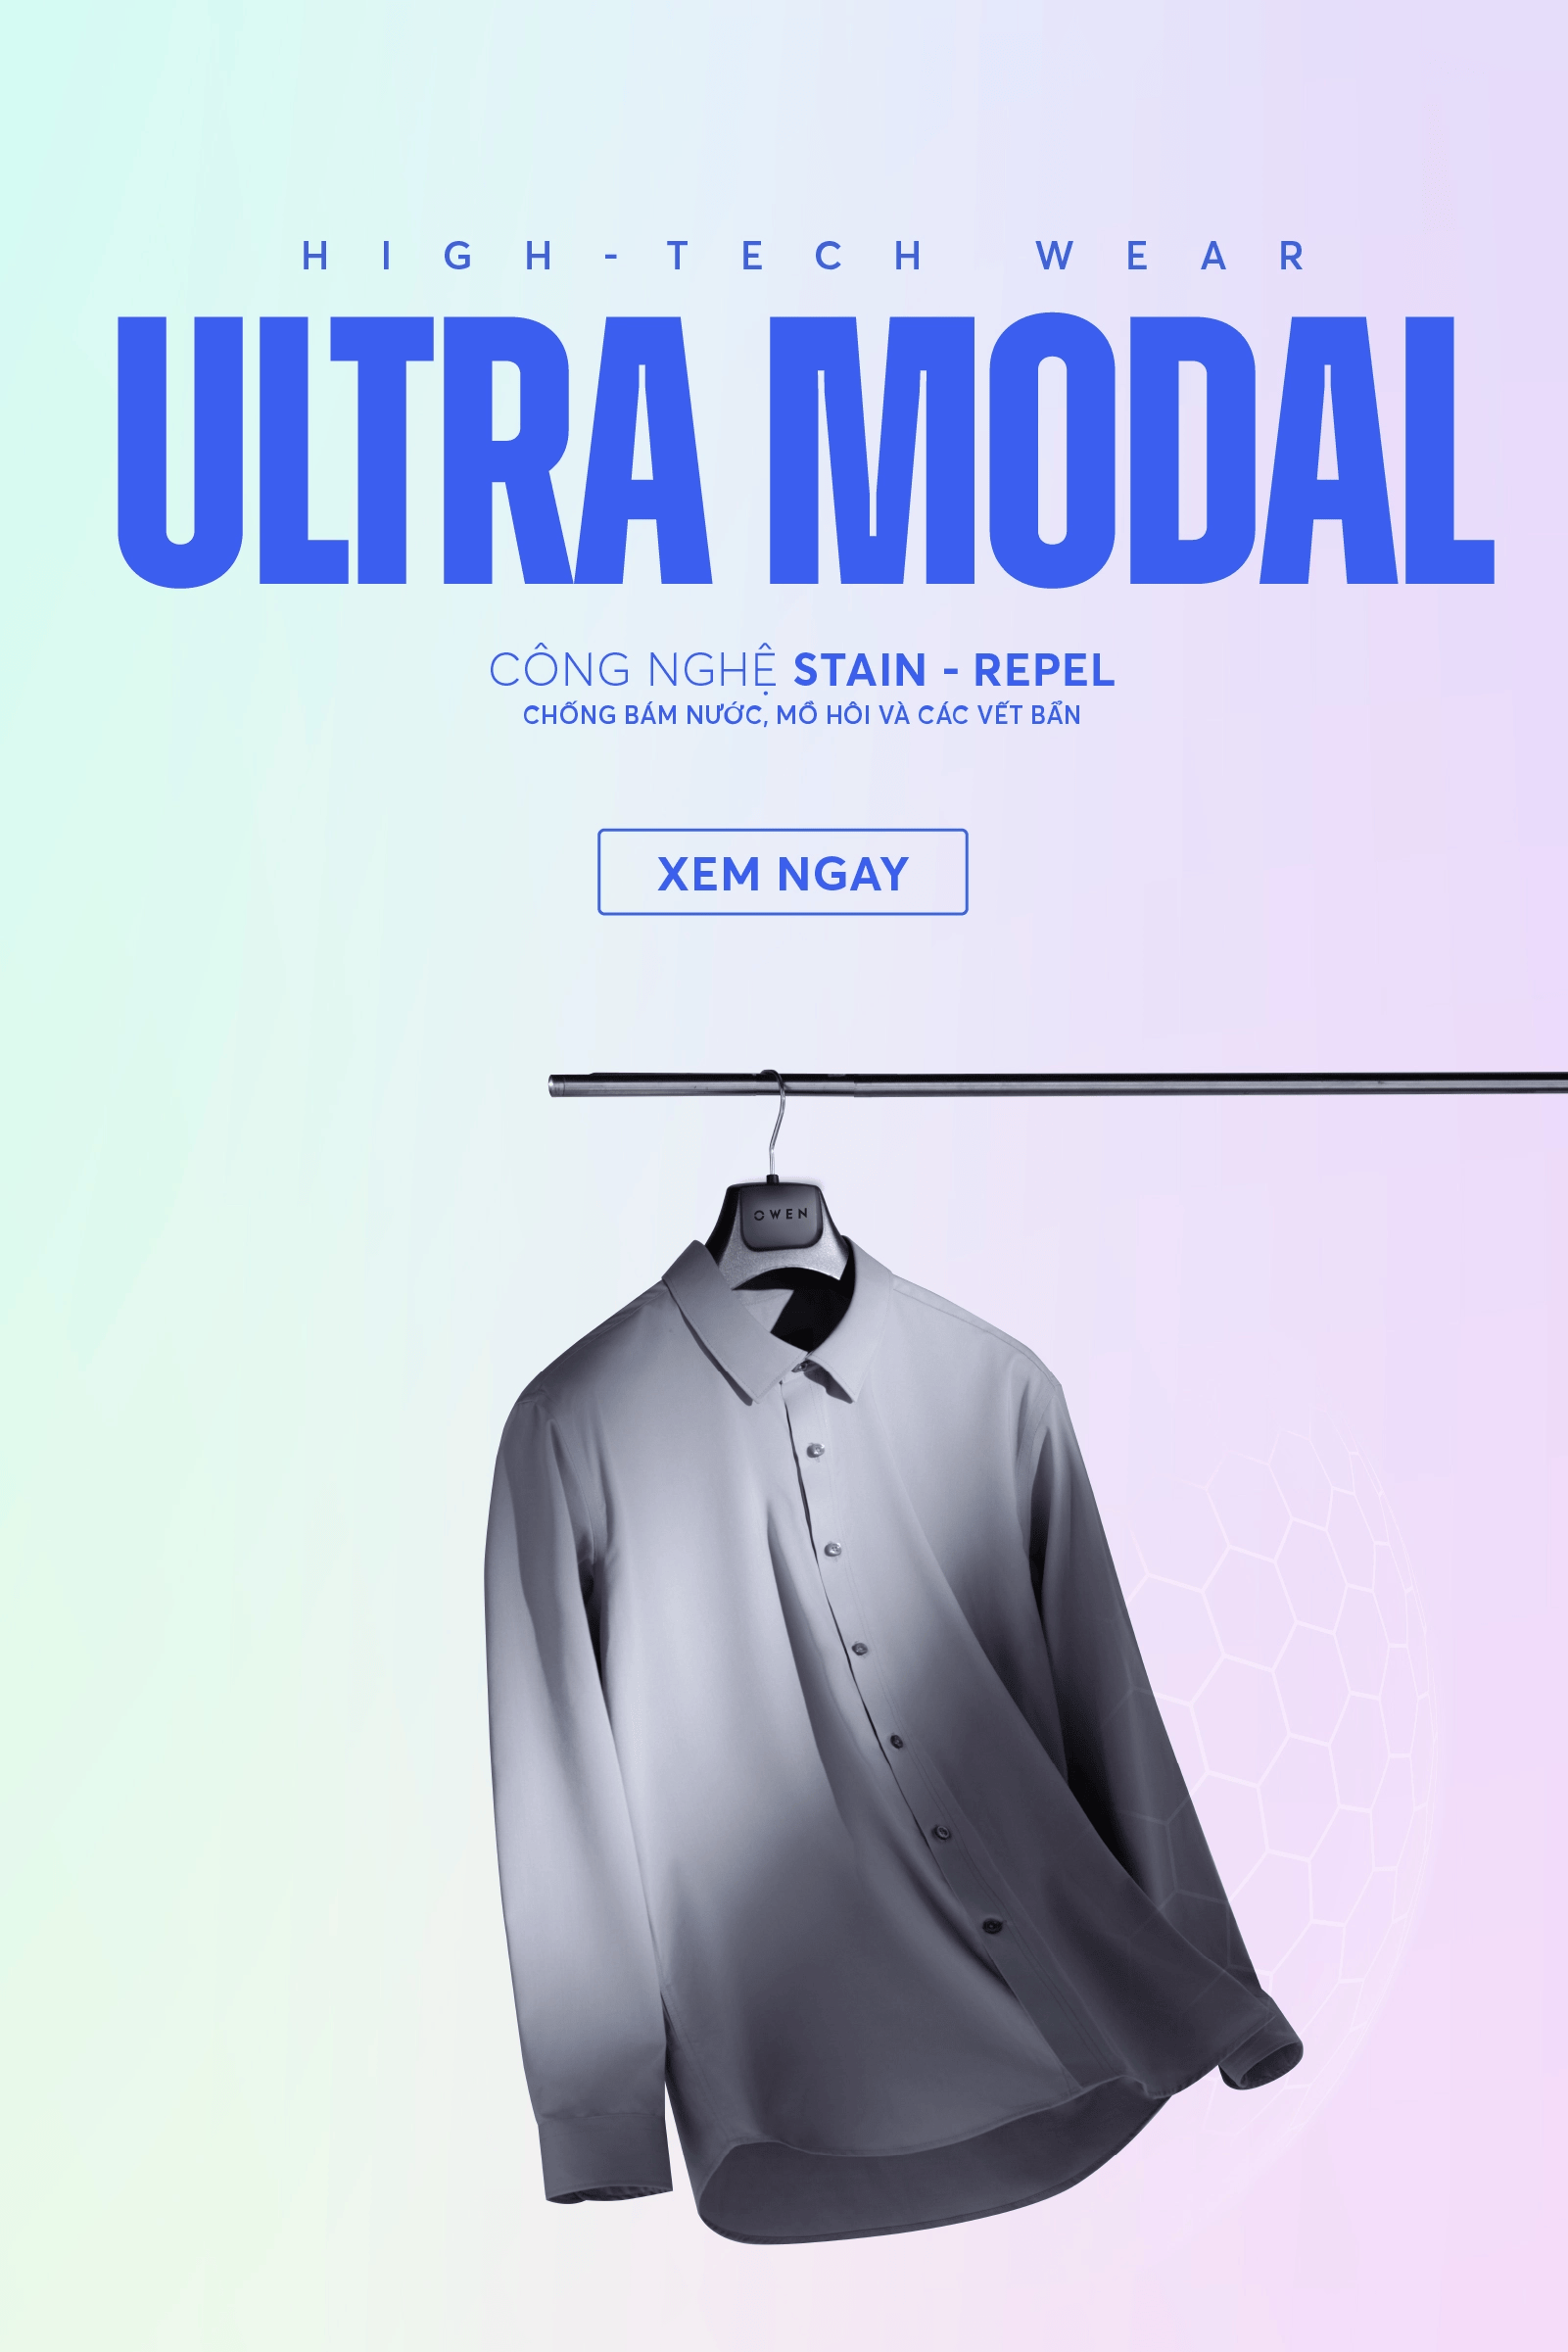 HIGH-TECH WEAR
ULTRA MODAL
CÔNG NGHỆ STAIN - REPEL
CHỐNG BÁM NƯỚC, MỒ HÔI VÀ CÁC VẾT BẨN
XEM NGAY
OWEN